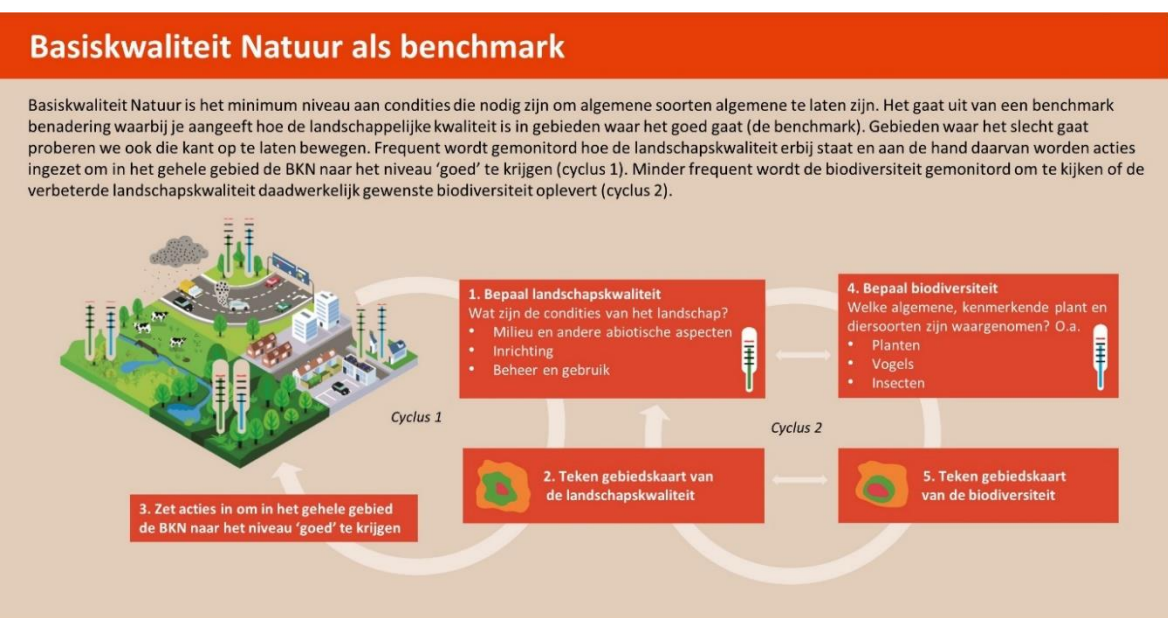 Basiskwaliteit Natuur als benchmark
Basiskwaliteit Natuur is het minimum niveau aan condities die nodig zijn om algemene soorten algemene te laten zijn. Het gaat uit van een benchmark
benadering waarbij je aangeeft hoe de landschappelijke kwaliteit is in gebieden waar het goed gaat (de benchmark). Gebieden waar het slecht gaat
proberen we ook die kant op te laten bewegen. Frequent wordt gemonitord hoe de landschapskwaliteit erbij staat en aan de hand daarvan worden acties
ingezet om in het gehele gebied de BKN naar het niveau ‘goed’ te krijgen (cyclus 1). Minder frequent wordt de biodiversiteit gemonitord om te kijken of de
verbeterde landschapskwaliteit daadwerkelijk gewenste biodiversiteit oplevert (cyclus 2).
1. Bepaal landschapskwaliteit
Wat zijn de condities van het landschap?
• Milieu en andere abiotische aspecten
• Inrichting
• Beheer en gebruik
4. Bepaal biodiversiteit
Welke algemene, kenmerkende plant en
diersoorten zijn waargenomen? O.a.
• Planten
• Vogels
• Insecten
Cyclus 1
Cyclus 2
2. Teken gebiedskaart van
de landschapskwaliteit
5. Teken gebiedskaart
van de biodiversiteit
3. Zet acties in om in het gehele gebied
de BKN naar het niveau ‘goed’ te krijgen